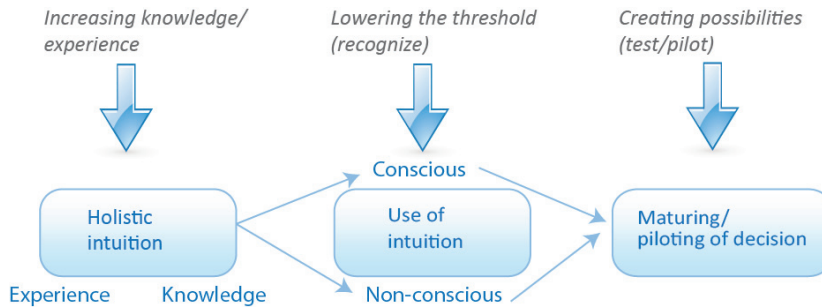 Increasing knowledge/
experience
Lowering the threshold
(recognize)
Creating possibilities
(test/pilot)
Conscious
Holistic
intuition
Use of
intuition
Maturing/
piloting of decision
Experience
Knowledge
Non-conscious